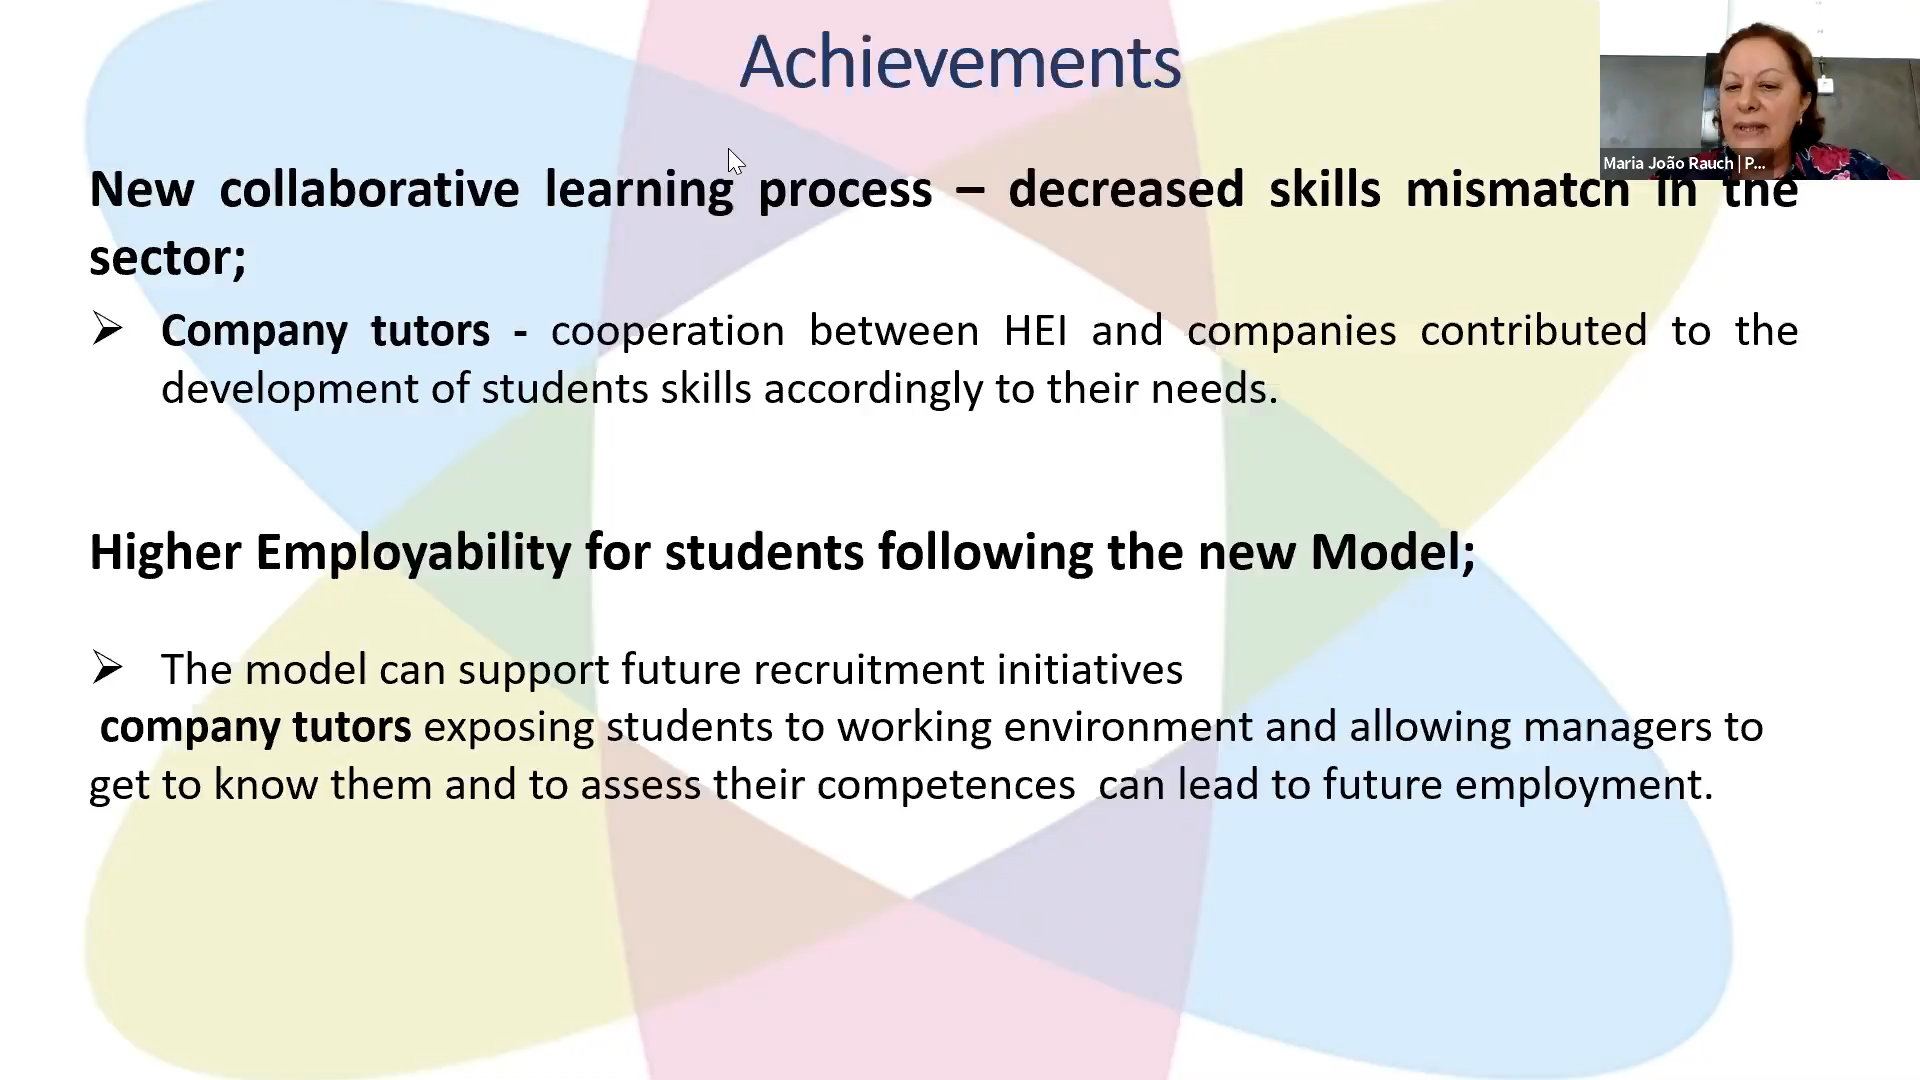 Achievements
Maria João Rauch | P...
New collaborative learning process – decreased skills mismatch in the
sector;
➢ Company tutors - cooperation between HEI and companies contributed to the
development of students skills accordingly to their needs.
Higher Employability for students following the new Model;
➢ The model can support future recruitment initiatives
company tutors exposing students to working environment and allowing managers to
get to know them and to assess their competences can lead to future employment.